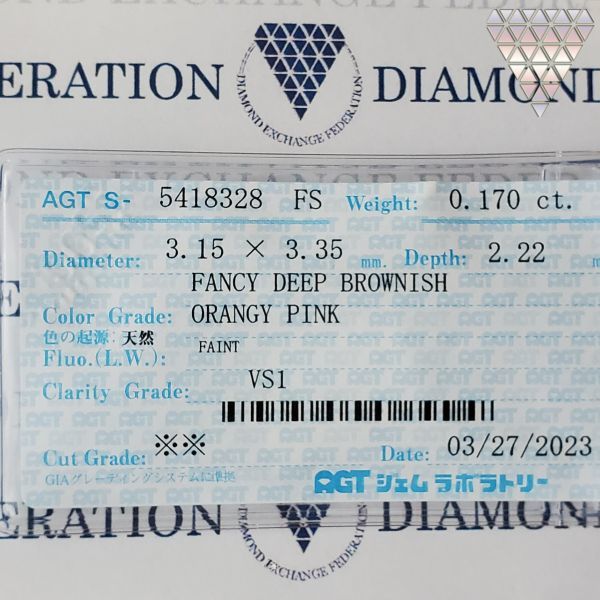 ERATION DIAMOND
DIAMOND EXCHANGE FEDERATION
AGT S- 5418328 FS Weight: 0.170 ct.
Diameter: 3.15 × 3.35 mm. Depth: 2.22
FANCY DEEP BROWNISH
Color Grade: ORANGY PINK
色の起源: 天然
Fluo.(L.W.): FAINT
Clarity Grade: VS1
Cut Grade: ※※ Date: 03/27/2023
GIAグレーディングシステムに準拠
AGT ジェム ラボラトリー
ERATION DIAMON
DIAMOND EXCHANGE FEDERATION